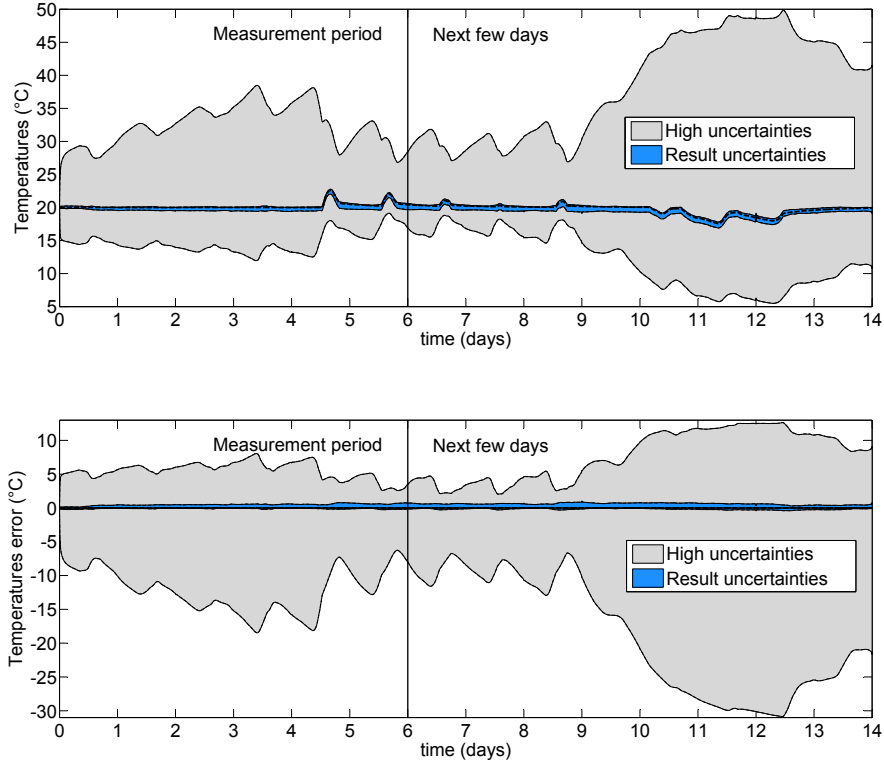 Measurement period
Next few days
50
45
40
35
30
25
20
15
10
5
Temperatures (°C)
High uncertainties
Result uncertainties
0 1 2 3 4 5 6 7 8 9 10 11 12 13 14
time (days)
Measurement period
Next few days
10
5
0
-5
-10
-15
-20
-25
-30
Temperatures error (°C)
High uncertainties
Result uncertainties
0 1 2 3 4 5 6 7 8 9 10 11 12 13 14
time (days)